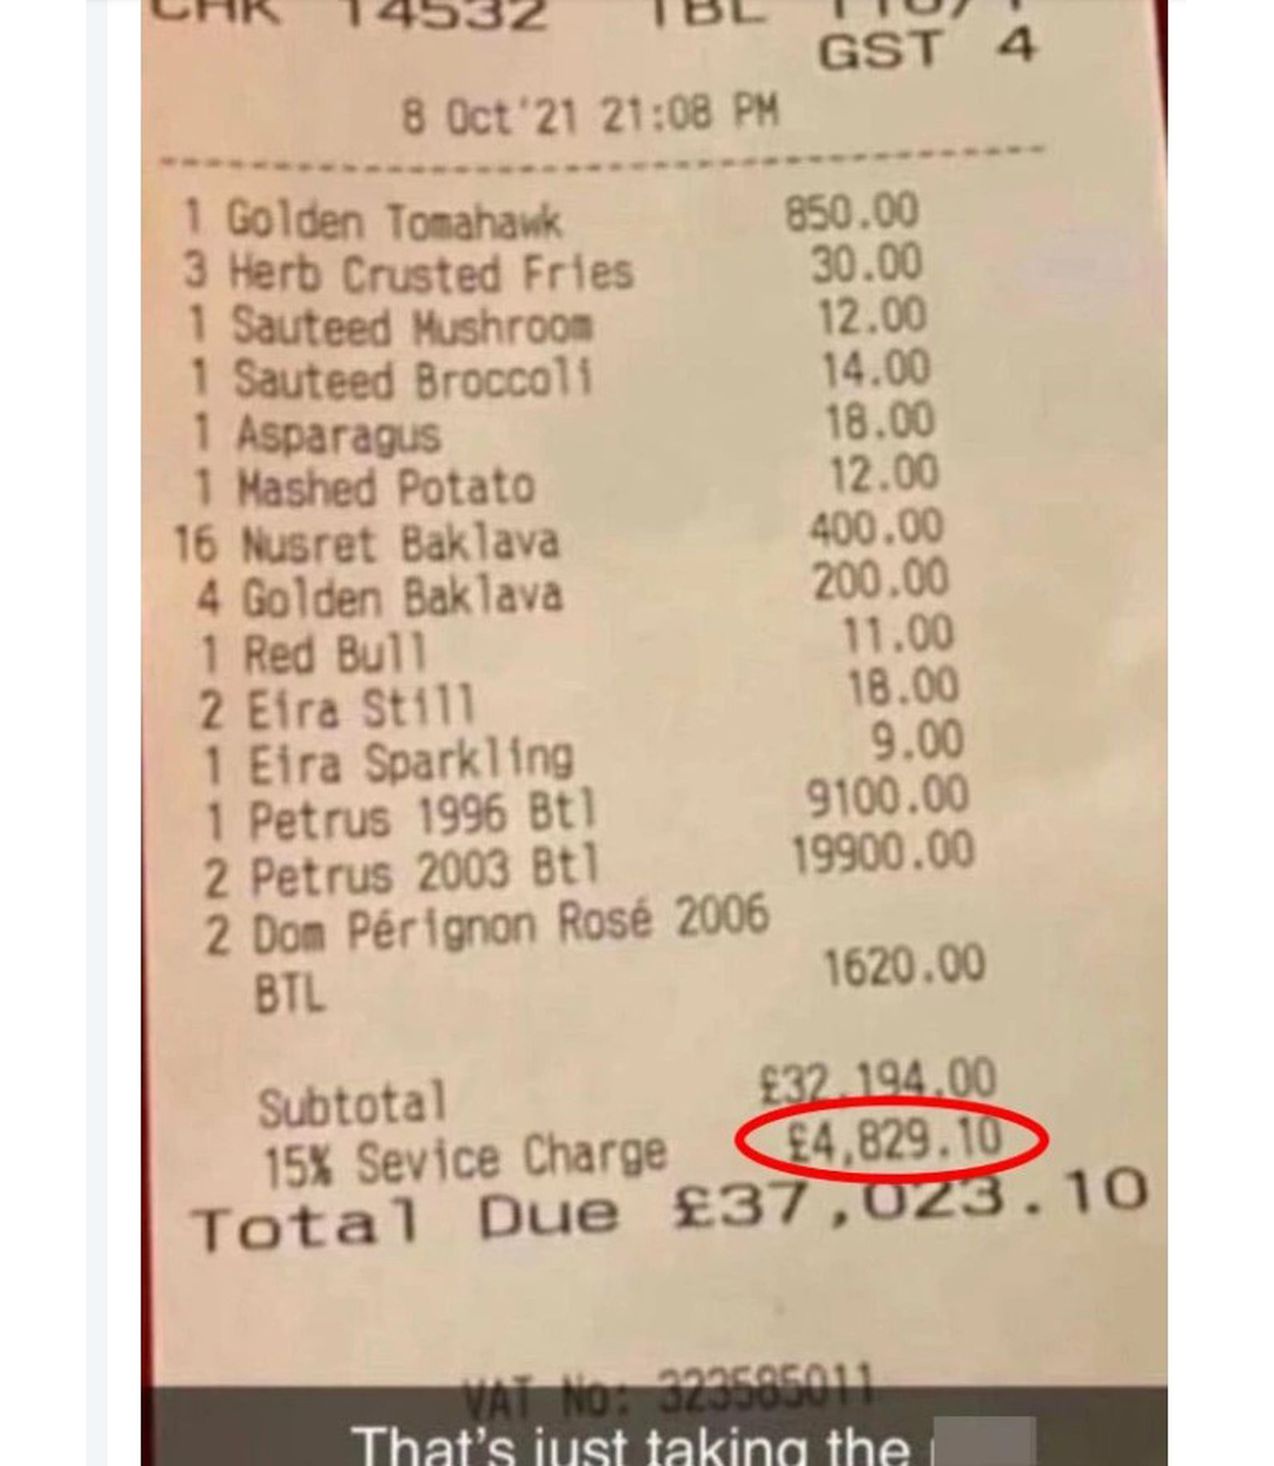 CHK 14532 TBL
GST 4
8 Oct'21 21:08 PM
1 Golden Tomahawk 850.00
3 Herb Crusted Fries 30.00
1 Sauteed Mushroom 12.00
1 Sauteed Broccoli 14.00
1 Asparagus 18.00
1 Mashed Potato 12.00
16 Nusret Baklava 400.00
4 Golden Baklava 200.00
1 Red Bull 11.00
2 Eira Still 18.00
1 Eira Sparkling 9.00
1 Petrus 1996 Btl 9100.00
2 Petrus 2003 Btl 19900.00
2 Dom Pérignon Rosé 2006
BTL 1620.00
Subtotal £32,194.00
15% Sevice Charge £4,829.10
Total Due £37,023.10
VAT No: 323585011
That's just taking the